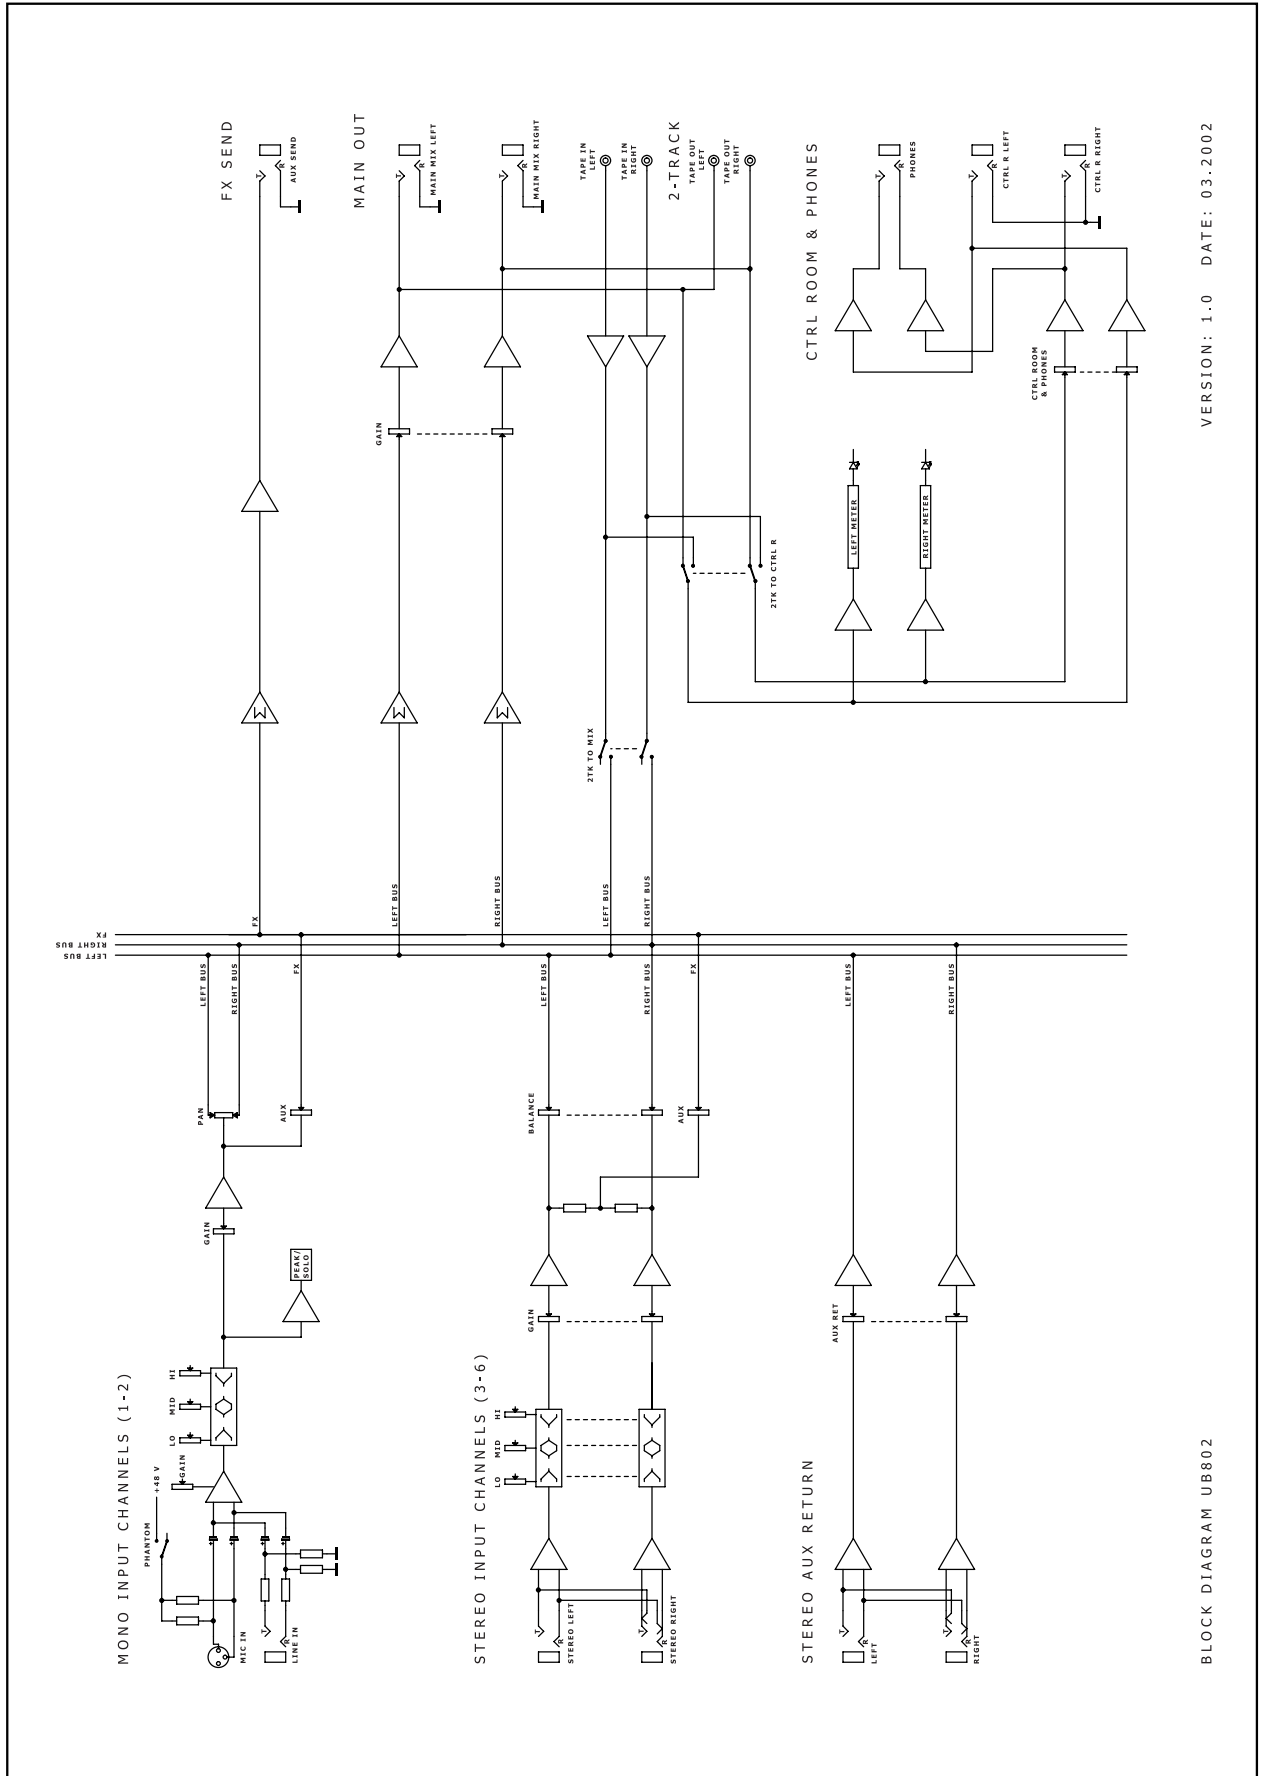 MONO INPUT CHANNELS (1-2)
MIC IN
LINE IN
T
R
PHANTOM
+48 V
GAIN
LO
MID
HI
PEAK/
SOLO
GAIN
PAN
AUX
LEFT BUS
RIGHT BUS
FX
LEFT BUS
RIGHT BUS
FX
FX
FX SEND
AUX SEND
T
R
STEREO INPUT CHANNELS (3-6)
STEREO LEFT
T
R
STEREO RIGHT
T
R
LO
MID
HI
GAIN
BALANCE
AUX
LEFT BUS
RIGHT BUS
FX
LEFT BUS
RIGHT BUS
GAIN
MAIN OUT
MAIN MIX LEFT
T
R
MAIN MIX RIGHT
T
R
LEFT BUS
RIGHT BUS
2TK TO MIX
2TK TO CTRL R
TAPE IN
LEFT
TAPE IN
RIGHT
2-TRACK
TAPE OUT
LEFT
TAPE OUT
RIGHT
STEREO AUX RETURN
LEFT
T
R
RIGHT
T
R
AUX RET
LEFT BUS
RIGHT BUS
LEFT METER
RIGHT METER
CTRL ROOM
& PHONES
CTRL ROOM & PHONES
PHONES
T
R
CTRL R LEFT
T
R
CTRL R RIGHT
T
R
BLOCK DIAGRAM UB802
VERSION: 1.0 DATE: 03.2002